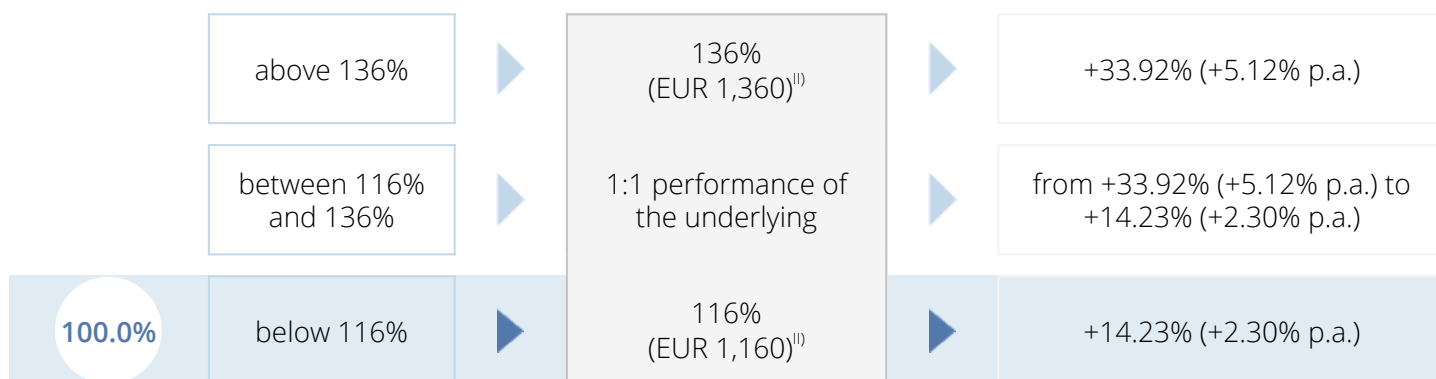 above 136%
136%
(EUR 1,360)II)
+33.92% (+5.12% p.a.)
between 116%
and 136%
1:1 performance of
the underlying
from +33.92% (+5.12% p.a.) to
+14.23% (+2.30% p.a.)
100.0%
below 116%
116%
(EUR 1,160)II)
+14.23% (+2.30% p.a.)